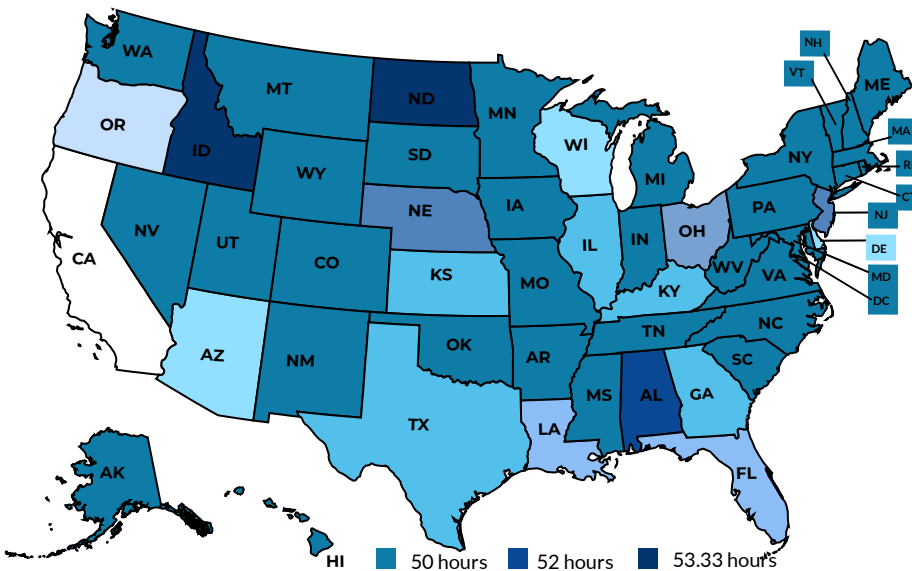 NH
WA
VT
ME
MT
ND
MN
OR
MA
WI
SD
NY
ID
R
WY
MI
CT
IA
PA
NE
NJ
NV
OH
UT
IL
IN
DE
CA
CO
WV
VA
KS
MD
MO
KY
DC
NC
TN
OK
AZ
AR
SC
NM
MS
AL
GA
TX
LA
AK
FL
HI
50 hours
52 hours
53.33 hours